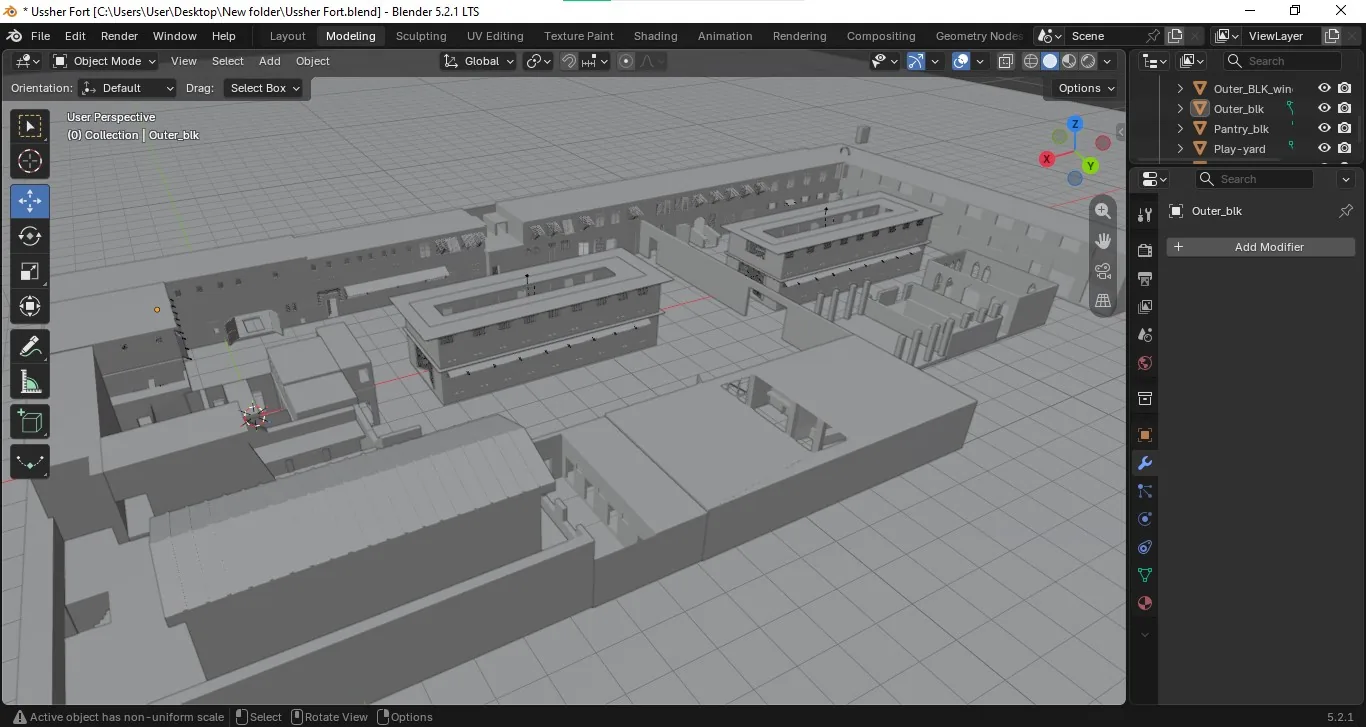 * Ussher Fort [C:\Users\User\Desktop\New folder\Ussher Fort.blend] - Blender 5.2.1 LTS
File Edit Render Window Help Layout Modeling Sculpting UV Editing Texture Paint Shading Animation Rendering Compositing Geometry Nodes Scene ViewLayer
Object Mode View Select Add Object Global Search
Orientation: Default Drag: Select Box Options
User Perspective
(0) Collection | Outer_blk
Z
X
Y
Outer_BLK_win
Outer_blk
Pantry_blk
Play-yard
Search
Outer_blk
+ Add Modifier
Active object has non-uniform scale Select Rotate View Options 5.2.1